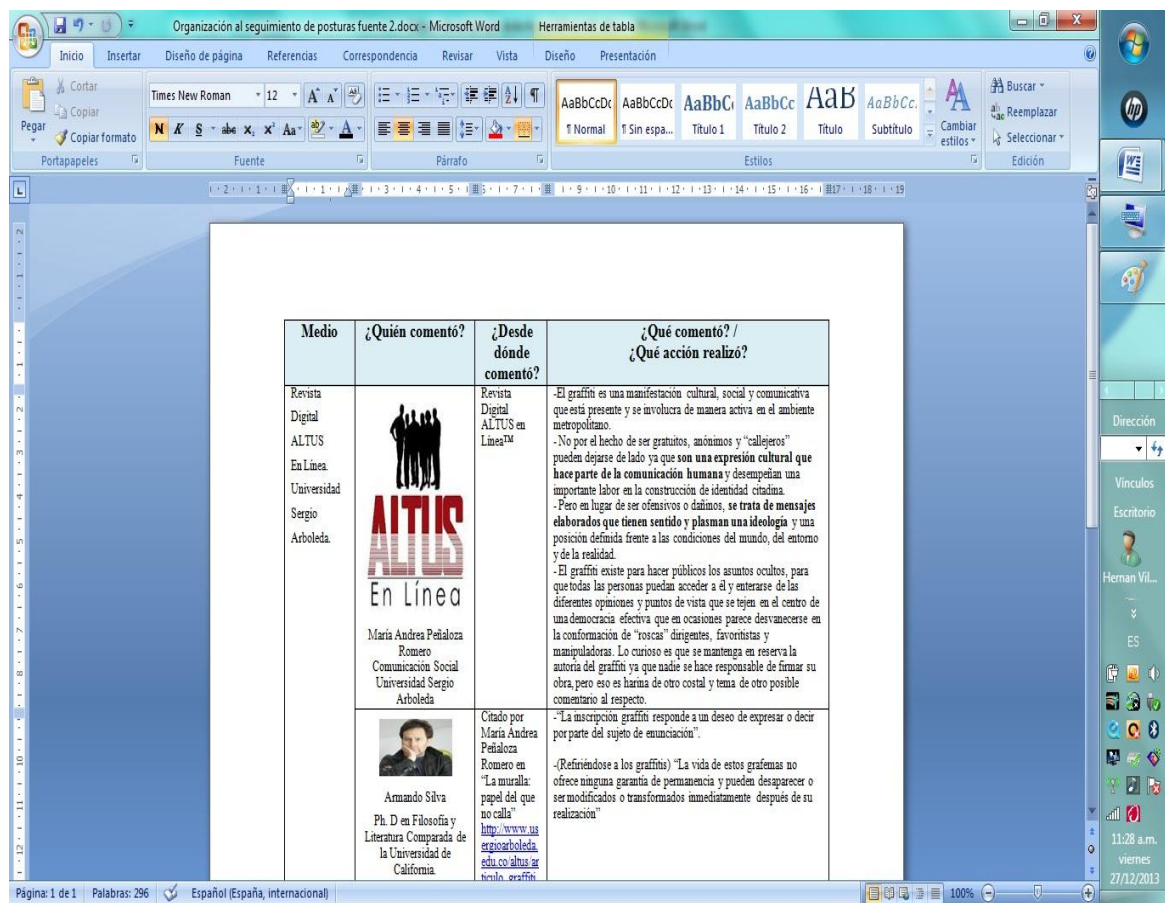 Organización al seguimiento de posturas fuente 2.docx - Microsoft Word
Herramientas de tabla
Inicio Insertar Diseño de página Referencias Correspondencia Revisar Vista Diseño Presentación
Cortar
Copiar
Copiar formato
Pegar
Portapapeles
Times New Roman 12
N K S abc x₂ x² Aa
Fuente
Párrafo
AaBbCcDc AaBbCcDc AaBbC AaBbCc AaB AaBbCc.
¶ Normal ¶ Sin espa... Título 1 Título 2 Título Subtítulo
Cambiar estilos
Estilos
Buscar
Reemplazar
Seleccionar
Edición
Medio
¿Quién comentó?
¿Desde
dónde
comentó?
¿Qué comentó? /
¿Qué acción realizó?
Revista
Digital
ALTUS
En Línea.
Universidad
Sergio
Arboleda.
ALTUS
En Línea
María Andrea Peñaloza
Romero
Comunicación Social
Universidad Sergio
Arboleda
Revista
Digital
ALTUS en
Línea™
-El graffiti es una manifestación cultural, social y comunicativa
que está presente y se involucra de manera activa en el ambiente
metropolitano.
- No por el hecho de ser gratuitos, anónimos y “callejeros”
pueden dejarse de lado ya que son una expresión cultural que
hace parte de la comunicación humana y desempeñan una
importante labor en la construcción de identidad citadina.
-Pero en lugar de ser ofensivos o dañinos, se trata de mensajes
elaborados que tienen sentido y plasman una ideología y una
posición definida frente a las condiciones del mundo, del entorno
y de la realidad.
- El graffiti existe para hacer públicos los asuntos ocultos, para
que todas las personas puedan acceder a él y enterarse de las
diferentes opiniones y puntos de vista que se tejen en el centro de
una democracia efectiva que en ocasiones parece desvanecerse en
la conformación de “roscas” dirigentes, favoritistas y
manipuladoras. Lo curioso es que se mantenga en reserva la
autoría del graffiti ya que nadie se hace responsable de firmar su
obra, pero eso es harina de otro costal y tema de otro posible
comentario al respecto.
Armando Silva
Ph. D en Filosofía y
Literatura Comparada de
la Universidad de
California.
Citado por
María Andrea
Peñaloza
Romero en
“La muralla:
papel del que
no calla”
http://www.us
ergioarboleda.
edu.co/altus/ar
ticulo_graffiti
-“La inscripción graffiti responde a un deseo de expresar o decir
por parte del sujeto de enunciación”.
-(Refiriéndose a los graffitis) “La vida de estos grafemas no
ofrece ninguna garantía de permanencia y pueden desaparecer o
ser modificados o transformados inmediatamente después de su
realización”
Página: 1 de 1 Palabras: 296 Español (España, internacional) 100%
hp
Dirección
Vínculos
Escritorio
Hernan Vil...
ES
11:28 a.m.
viernes
27/12/2013